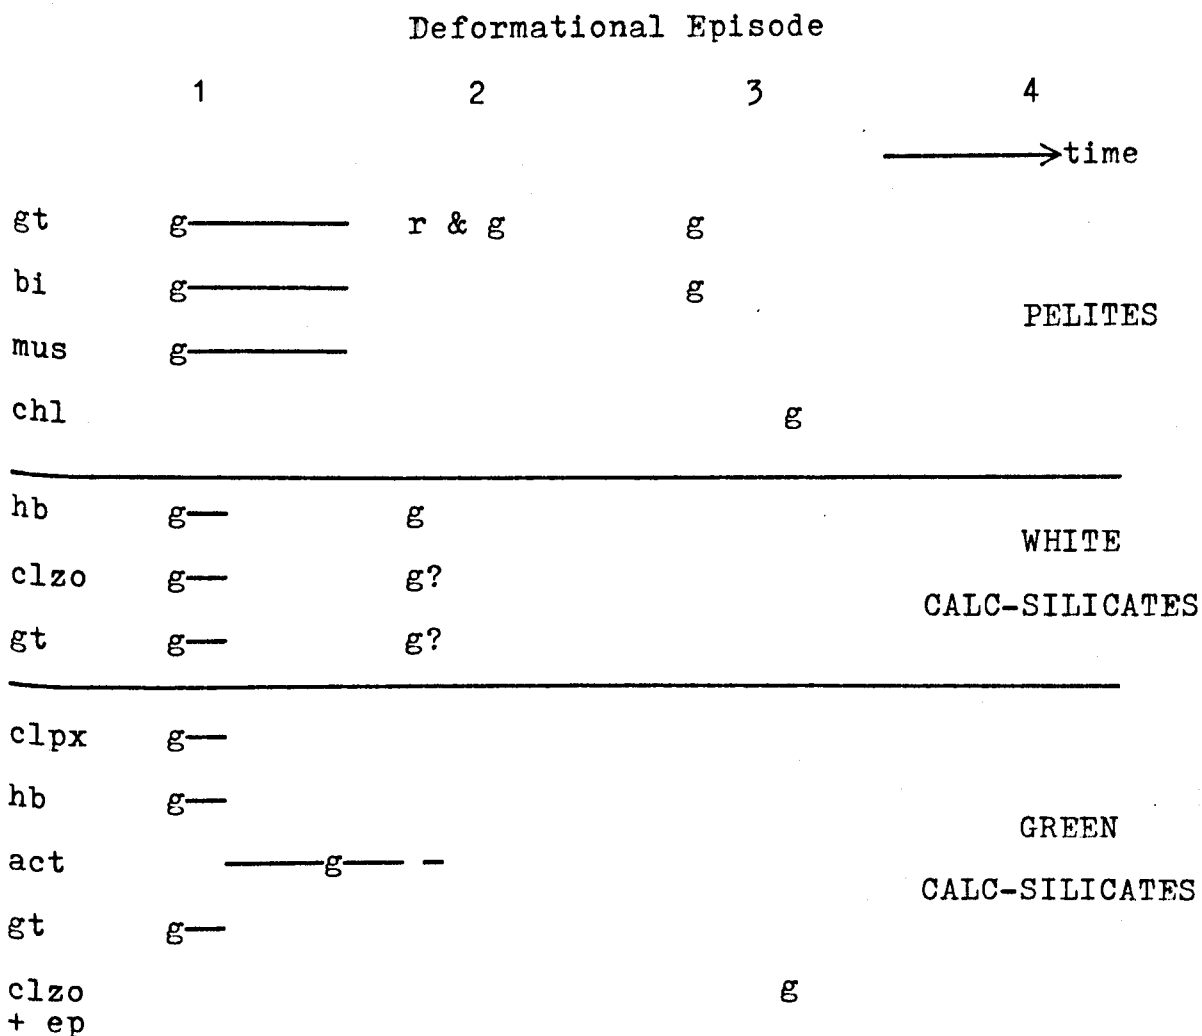 Deformational Episode
1 2 3 4
time
gt g r & g g
bi g g
PELITES
mus g
chl g
hb g g
WHITE
clzo g g?
CALC-SILICATES
gt g g?
clpx g
hb g
GREEN
act g
CALC-SILICATES
gt g
clzo g
+ ep